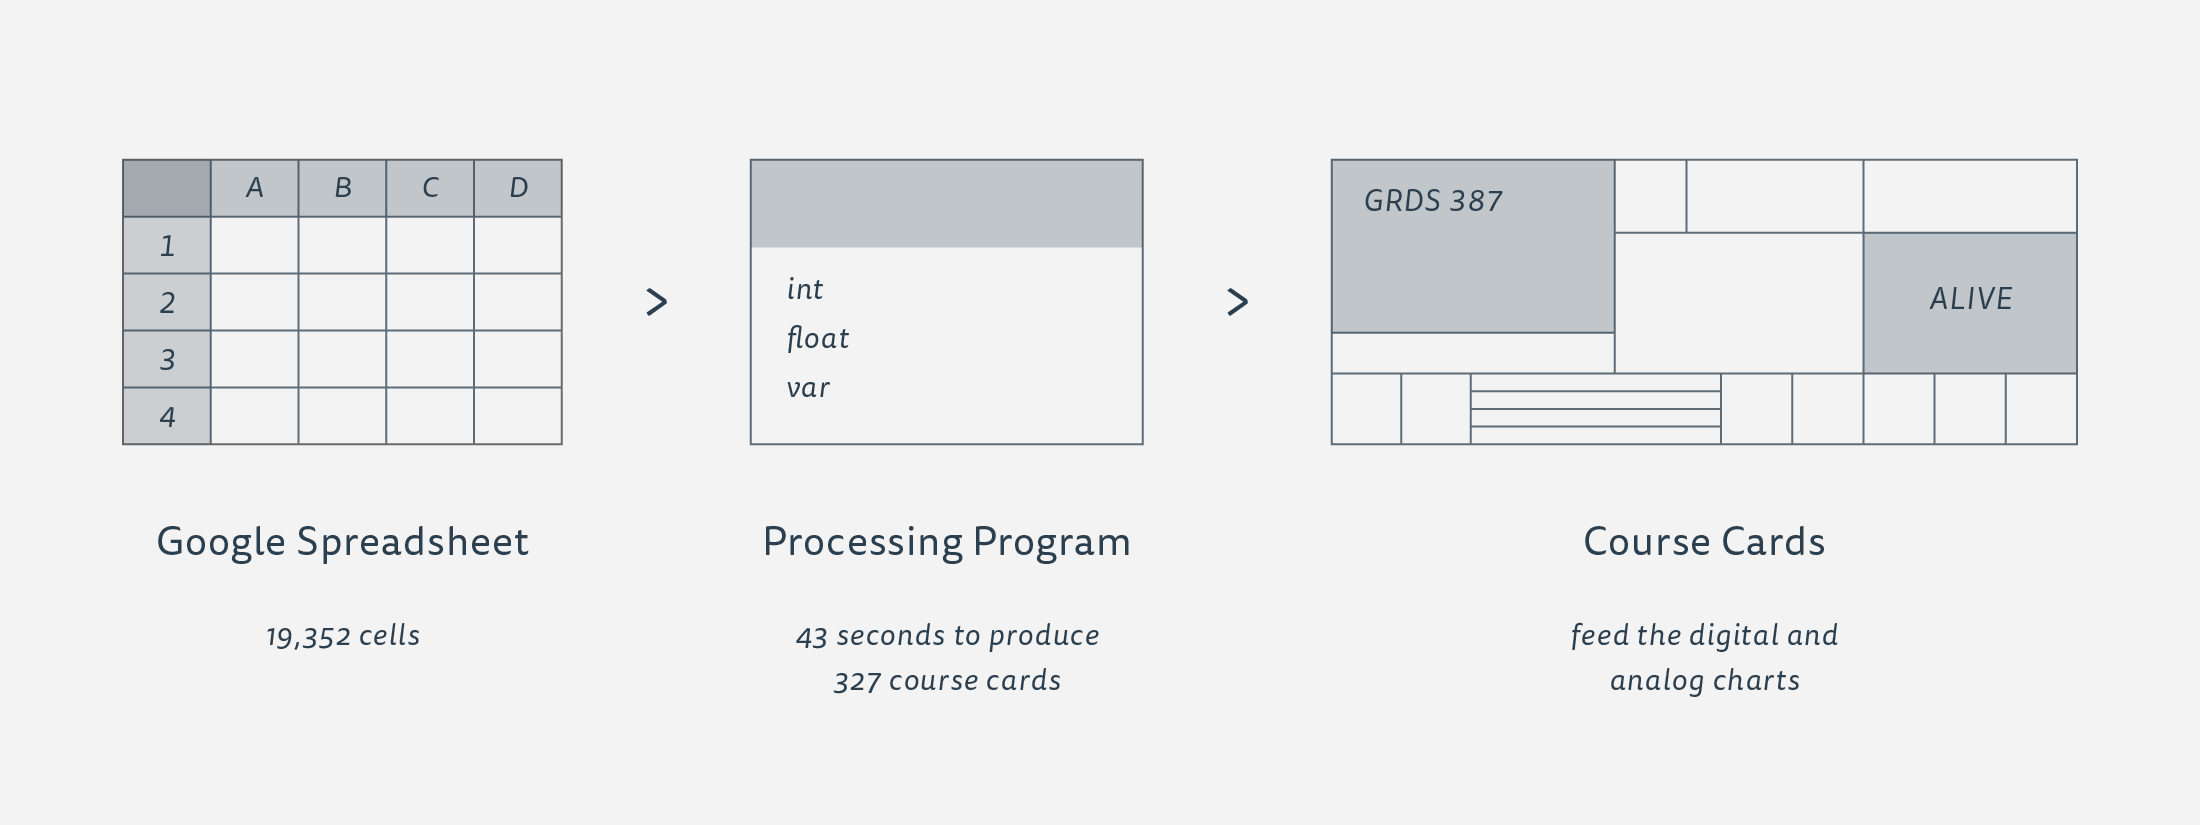 A B C D
1
2
3
4
>
int
float
var
>
GRDS 387
ALIVE
Google Spreadsheet
19,352 cells
Processing Program
43 seconds to produce
327 course cards
Course Cards
feed the digital and
analog charts